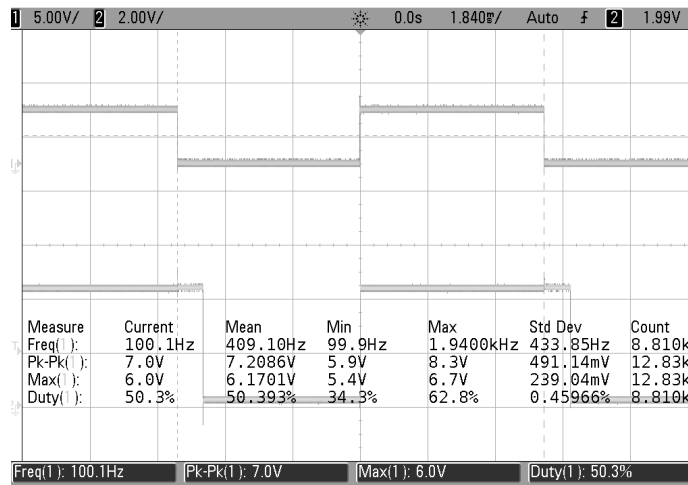 1 5.00V/ 2 2.00V/ 0.0s 1.840ms/ Auto 2 1.99V
Measure Current Mean Min Max Std Dev Count
Freq(1): 100.1Hz 409.10Hz 99.9Hz 1.9400kHz 433.85Hz 8.810k
Pk-Pk(1): 7.0V 7.2086V 5.9V 8.3V 491.14mV 12.83k
Max(1): 6.0V 6.1701V 5.4V 6.7V 239.04mV 12.83k
Duty(1): 50.3% 50.393% 34.3% 62.8% 0.45966% 8.810k
Freq(1): 100.1Hz Pk-Pk(1): 7.0V Max(1): 6.0V Duty(1): 50.3%